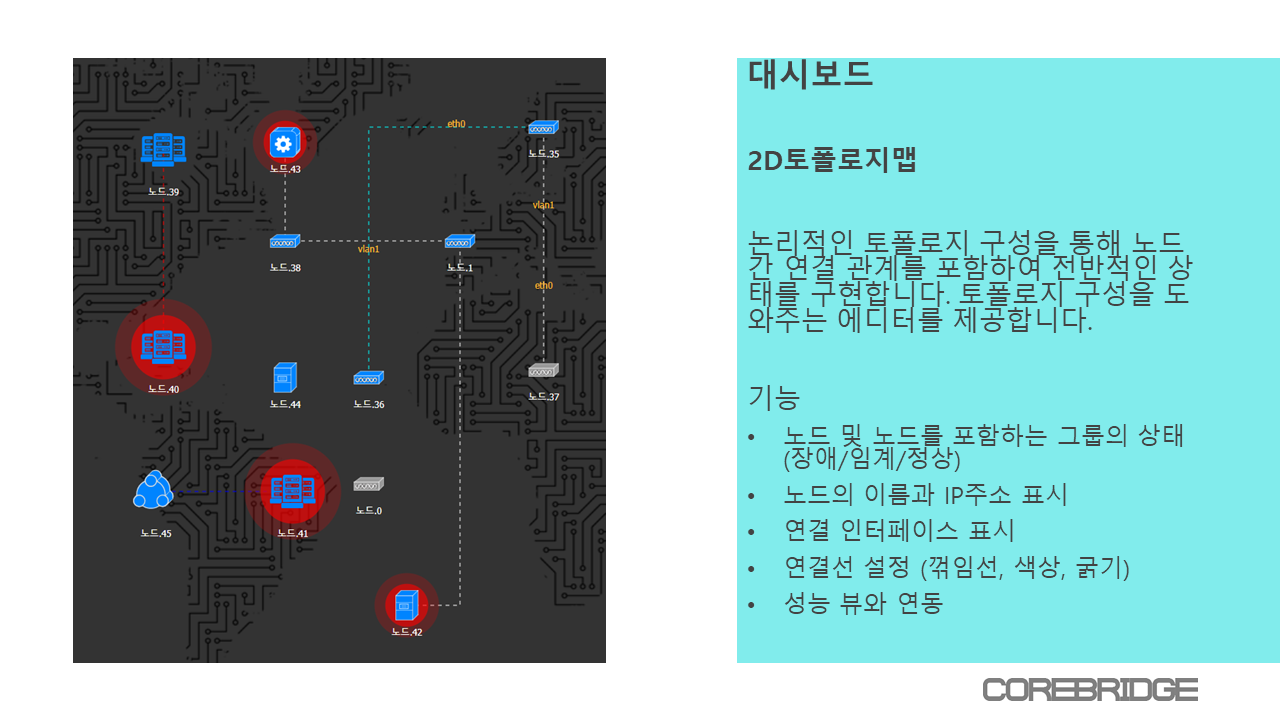 eth0
노드.35
노드.43
노드.39
vlan1
노드.38
vlan1
노드.1
eth0
노드.40
노드.44
노드.36
노드.37
노드.0
노드.45
노드.41
노드.42
대시보드
2D토폴로지맵
논리적인 토폴로지 구성을 통해 노드
간 연결 관계를 포함하여 전반적인 상
태를 구현합니다. 토폴로지 구성을 도
와주는 에디터를 제공합니다.
기능
• 노드 및 노드를 포함하는 그룹의 상태
(장애/임계/정상)
• 노드의 이름과 IP주소 표시
• 연결 인터페이스 표시
• 연결선 설정 (꺾임선, 색상, 굵기)
• 성능 뷰와 연동
COREBRIDGE